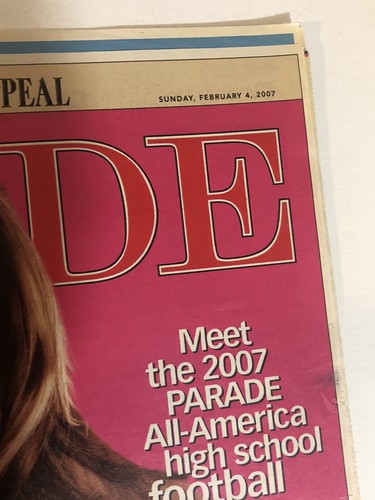 PEAL
SUNDAY, FEBRUARY 4, 2007
DE
Meet
the 2007
PARADE
All-America
high school
football